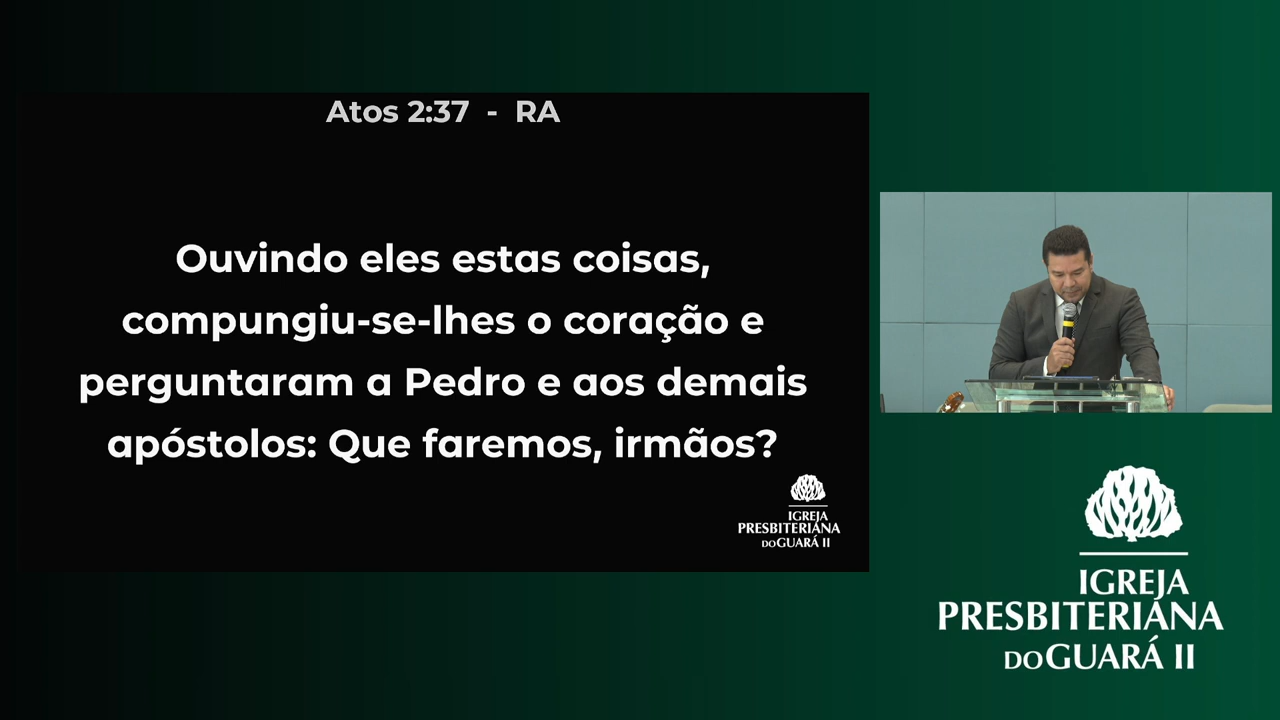 Atos 2:37 - RA
Ouvindo eles estas coisas,
compungiu-se-lhes o coração e
perguntaram a Pedro e aos demais
apóstolos: Que faremos, irmãos?
IGREJA
PRESBITERIANA
DO GUARÁ II
IGREJA
PRESBITERIANA
DO GUARÁ II